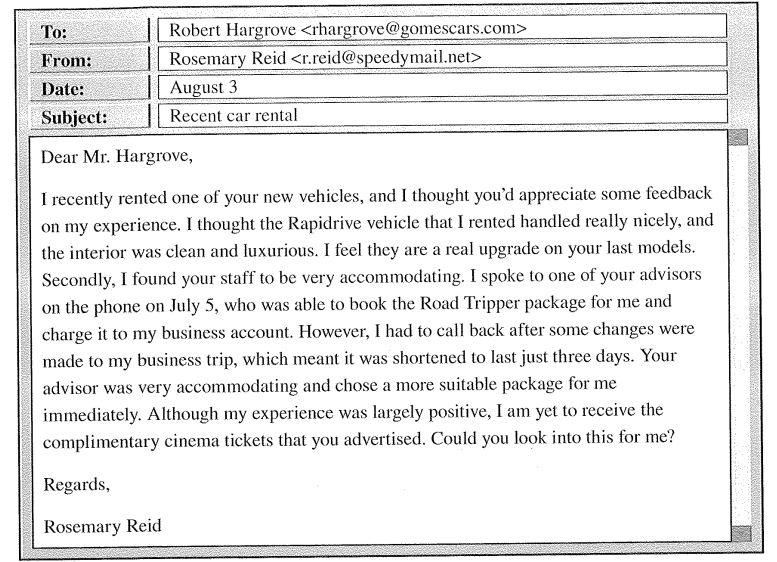 To: Robert Hargrove <rhargrove@gomescars.com>
From: Rosemary Reid <r.reid@speedymail.net>
Date: August 3
Subject: Recent car rental
Dear Mr. Hargrove,
I recently rented one of your new vehicles, and I thought you'd appreciate some feedback
on my experience. I thought the Rapidrive vehicle that I rented handled really nicely, and
the interior was clean and luxurious. I feel they are a real upgrade on your last models.
Secondly, I found your staff to be very accommodating. I spoke to one of your advisors
on the phone on July 5, who was able to book the Road Tripper package for me and
charge it to my business account. However, I had to call back after some changes were
made to my business trip, which meant it was shortened to last just three days. Your
advisor was very accommodating and chose a more suitable package for me
immediately. Although my experience was largely positive, I am yet to receive the
complimentary cinema tickets that you advertised. Could you look into this for me?
Regards,
Rosemary Reid